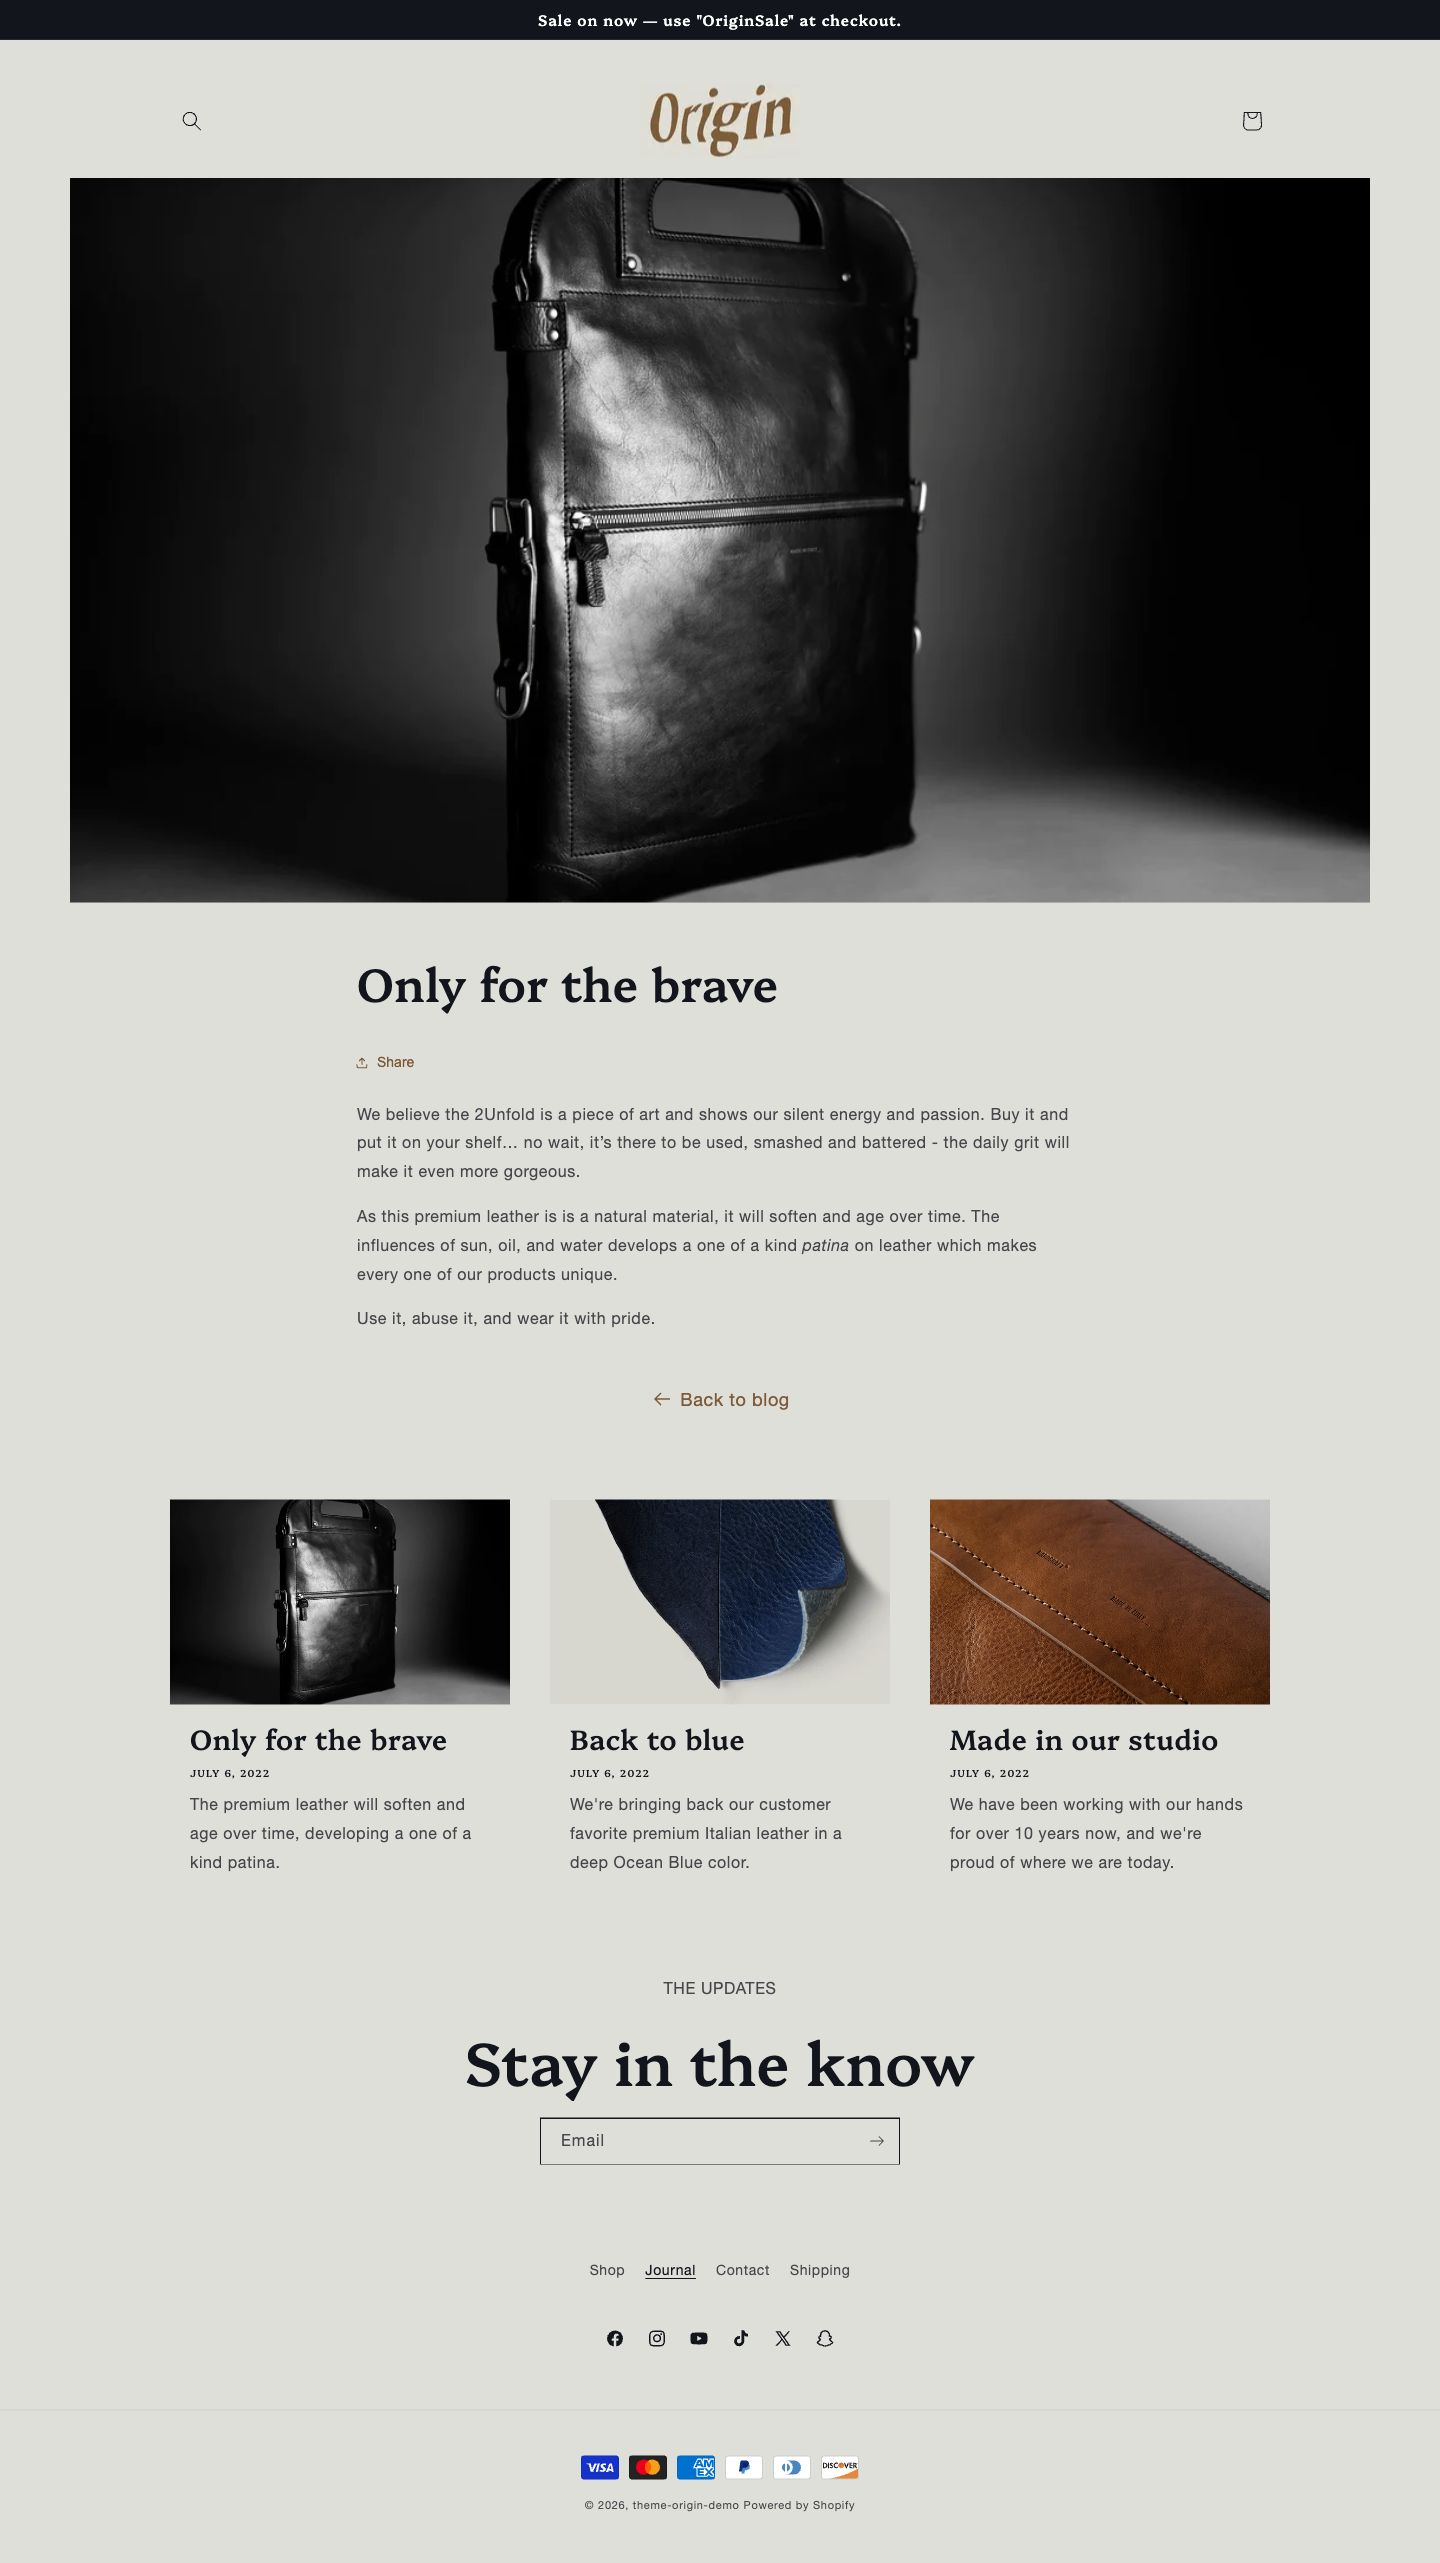 Sale on now — use "OriginSale" at checkout.
Origin
Only for the brave
Share
We believe the 2Unfold is a piece of art and shows our silent energy and passion. Buy it and
put it on your shelf... no wait, it’s there to be used, smashed and battered - the daily grit will
make it even more gorgeous.
As this premium leather is is a natural material, it will soften and age over time. The
influences of sun, oil, and water develops a one of a kind patina on leather which makes
every one of our products unique.
Use it, abuse it, and wear it with pride.
Back to blog
Only for the brave
JULY 6, 2022
The premium leather will soften and
age over time, developing a one of a
kind patina.
Back to blue
JULY 6, 2022
We're bringing back our customer
favorite premium Italian leather in a
deep Ocean Blue color.
MADE IN ITALY
Made in our studio
JULY 6, 2022
We have been working with our hands
for over 10 years now, and we're
proud of where we are today.
THE UPDATES
Stay in the know
Email
Shop Journal Contact Shipping
VISA AMEX DISCOVER
© 2026, theme-origin-demo Powered by Shopify